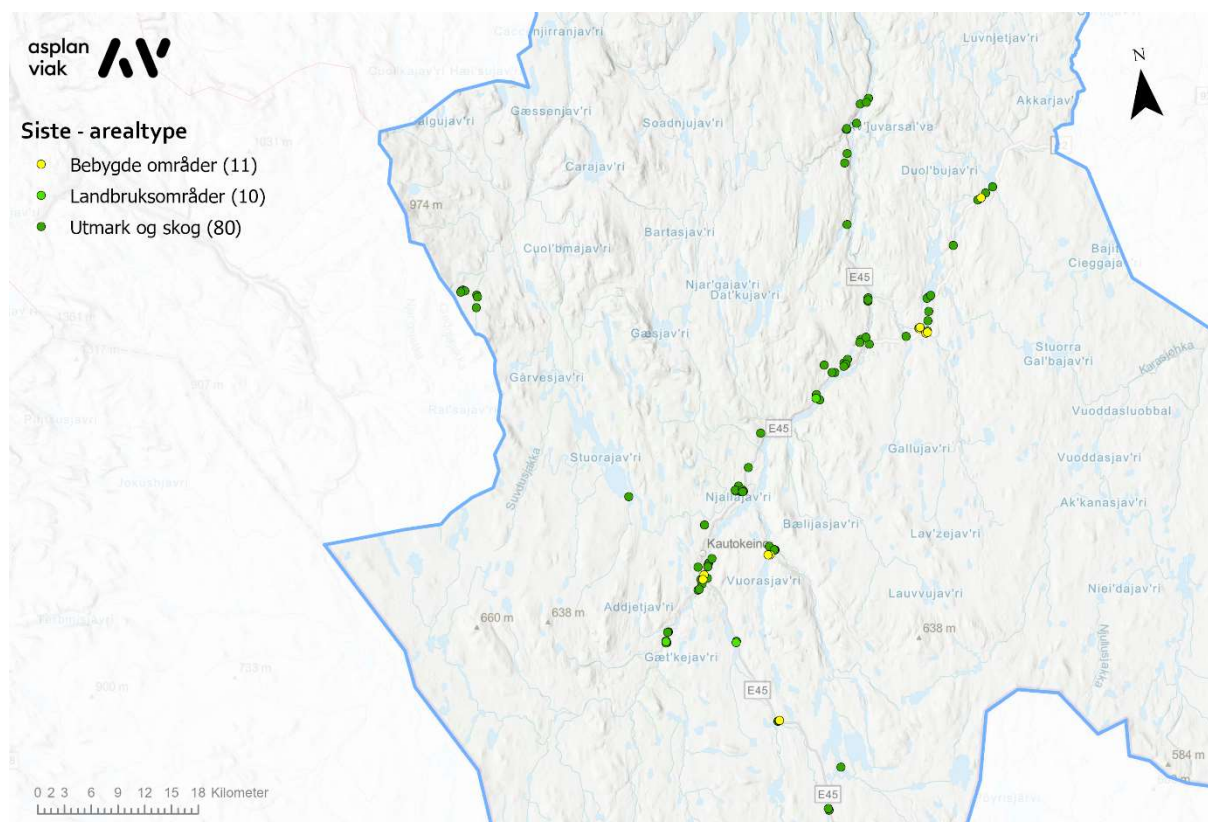 asplan
viak
Siste - arealtype
Bebygde områder (11)
Landbruksområder (10)
Utmark og skog (80)
N
Luvnjetjav'ri
Akkarjav'ri
Gæssenjav'ri
Soadnjujav'ri
Carajav'ri
Duol'bujav'ri
974 m
Bartasjav'ri
Cuol'bmajav'ri
Bajit
Cieggajav'ri
E45
Njar'gajav'ri
Dat'kujav'ri
Gæsjav'ri
Stuorra
Gal'bajav'ri
Karasjohka
Gårvesjav'ri
Vuoddasluobbal
E45
Gallujav'ri
Vuoddasjav'ri
Stuorajav'ri
Suvdusjåkka
Njallajav'ri
Ak'kanasjav'ri
Bælijasjav'ri
Lav'zejav'ri
Kautokeino
Vuorasjav'ri
Lauvvujav'ri
Niei'dajav'ri
Addjetjav'ri
660 m
638 m
638 m
Gæt'kejav'ri
733 m
900 m
E45
584 m
E45
0 2 3 6 9 12 15 18 Kilometer